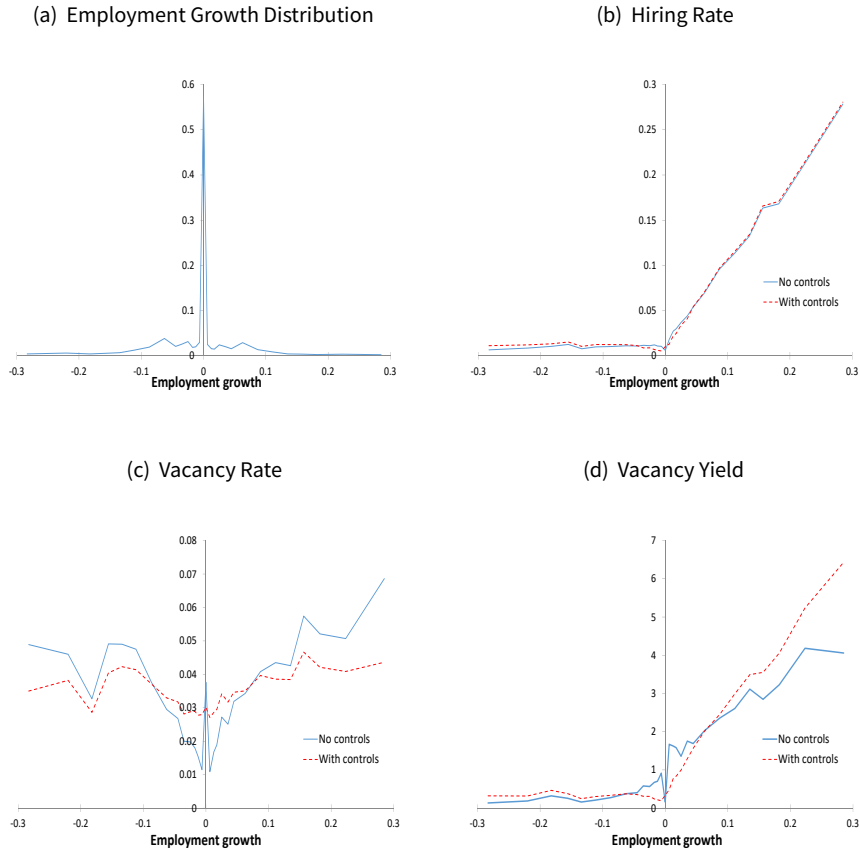 (a) Employment Growth Distribution
0.6
0.5
0.4
0.3
0.2
0.1
0
-0.3 -0.2 -0.1 0 0.1 0.2 0.3
Employment growth
(b) Hiring Rate
0.3
0.25
0.2
0.15
0.1
0.05
0
No controls
With controls
-0.3 -0.2 -0.1 0 0.1 0.2 0.3
Employment growth
(c) Vacancy Rate
0.08
0.07
0.06
0.05
0.04
0.03
0.02
0.01
0
No controls
With controls
-0.3 -0.2 -0.1 0 0.1 0.2 0.3
Employment growth
(d) Vacancy Yield
7
6
5
4
3
2
1
0
No controls
With controls
-0.3 -0.2 -0.1 0 0.1 0.2 0.3
Employment growth